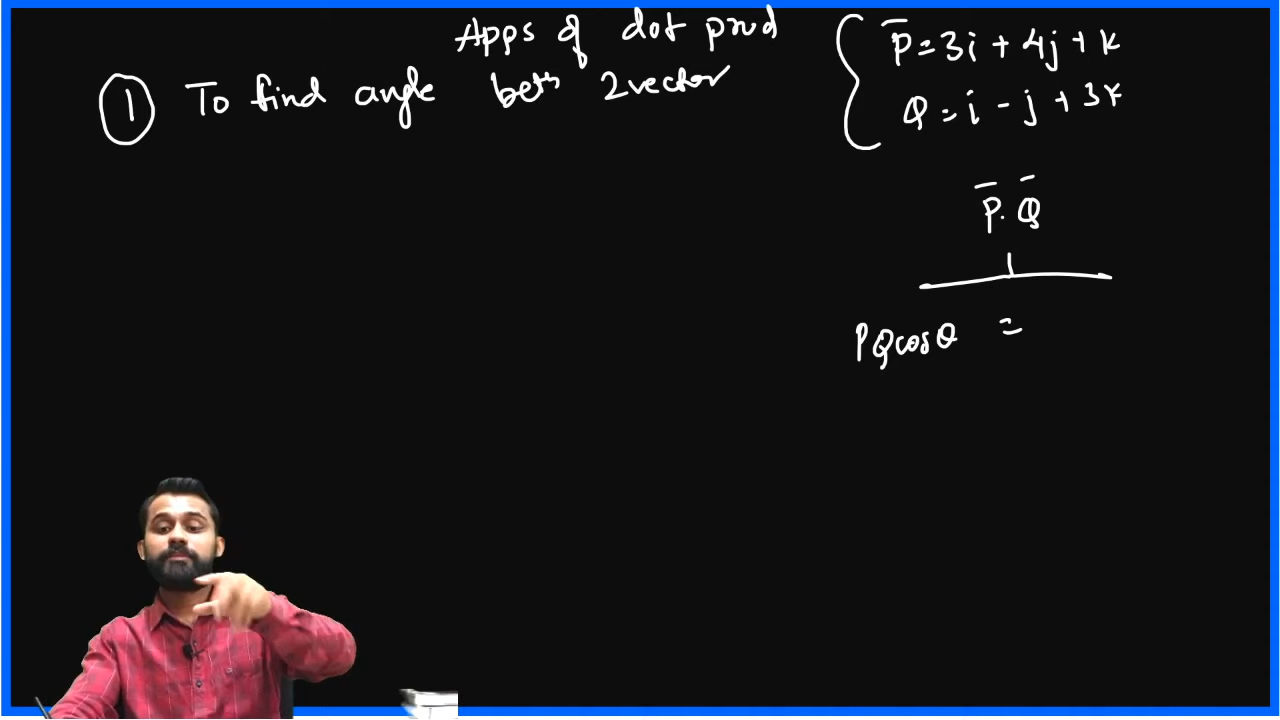 Apps of dot prod
① To find angle betn 2 vector
P̅ = 3i + 4j + k
Q = i - j + 3k
P̅ . Q̅
PQcosθ =